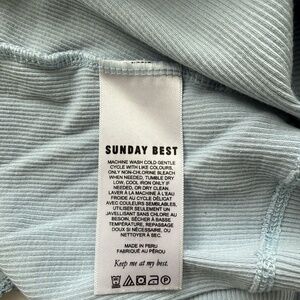 SUNDAY BEST
MACHINE WASH COLD-GENTLE
CYCLE WITH LIKE COLOURS,
ONLY NON-CHLORINE BLEACH
WHEN NEEDED, TUMBLE DRY
LOW, COOL IRON ONLY IF
NEEDED, OR DRY CLEAN.
LAVER À LA MACHINE À L'EAU
FROIDE AU CYCLE DÉLICAT
AVEC COULEURS SEMBLABLES,
UTILISER SEULEMENT UN
JAVELLISANT SANS CHLORE AU
BESOIN, SÉCHER À BASSE
TEMPÉRATURE, REPASSAGE
DOUX SI NÉCESSAIRE, OU
NETTOYER À SEC.
MADE IN PERU
FABRIQUÉ AU PÉROU
Keep me at my best.